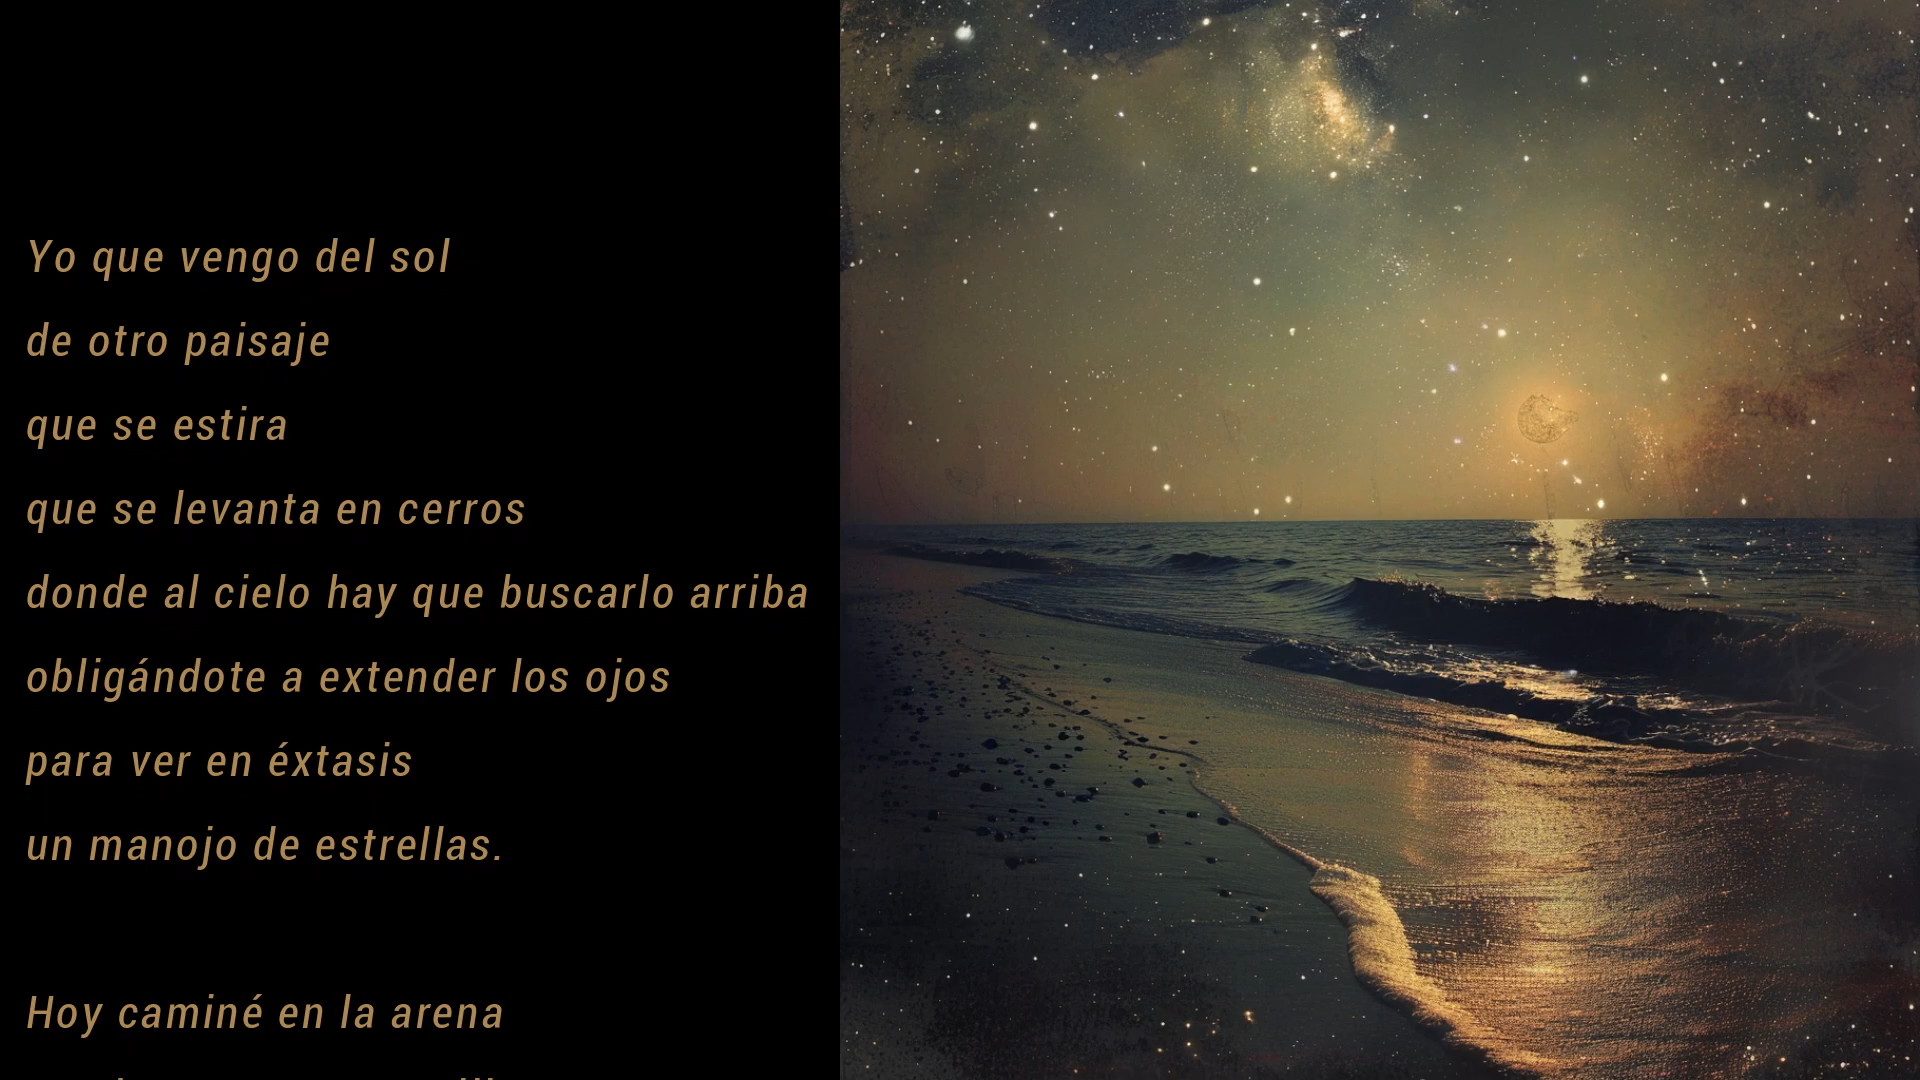 Yo que vengo del sol
de otro paisaje
que se estira
que se levanta en cerros
donde al cielo hay que buscarlo arriba
obligándote a extender los ojos
para ver en éxtasis
un manojo de estrellas.
Hoy caminé en la arena